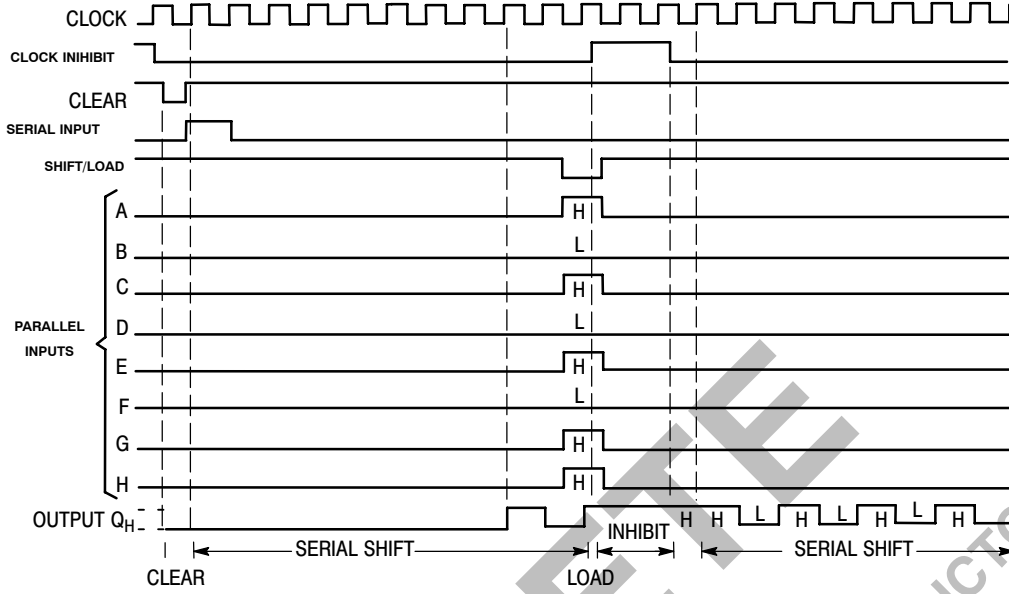 CLOCK
CLOCK INIHIBIT
CLEAR
SERIAL INPUT
SHIFT/LOAD
A H
B L
C H
PARALLEL
INPUTS
D L
E H
F L
G H
H H
OUTPUT QH
INHIBIT
H H L H L H L H
SERIAL SHIFT
SERIAL SHIFT
CLEAR
LOAD